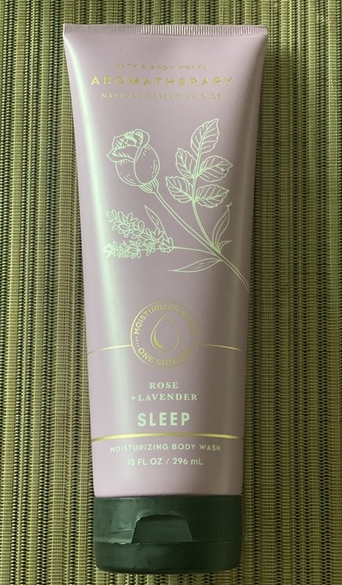 BATH & BODY WORKS
AROMATHERAPY
NATURAL ESSENTIAL OILS
ROSE
+ LAVENDER
SLEEP
MOISTURIZING BODY WASH
10 FL OZ / 296 mL